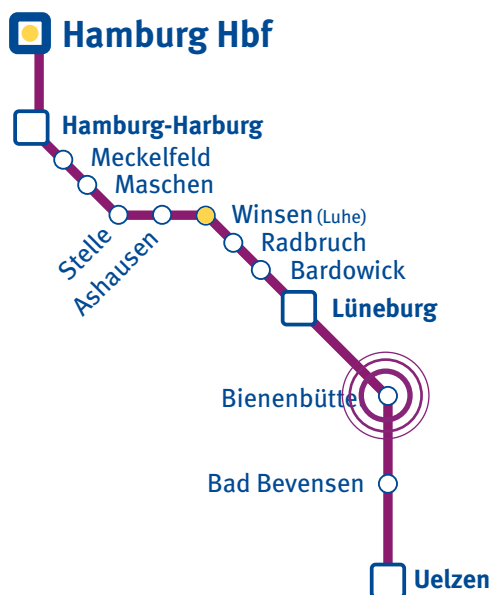 Hamburg Hbf
Hamburg-Harburg
Meckelfeld
Maschen
Stelle
Ashausen
Winsen (Luhe)
Radbruch
Bardowick
Lüneburg
Bienenbüttel
Bad Bevensen
Uelzen